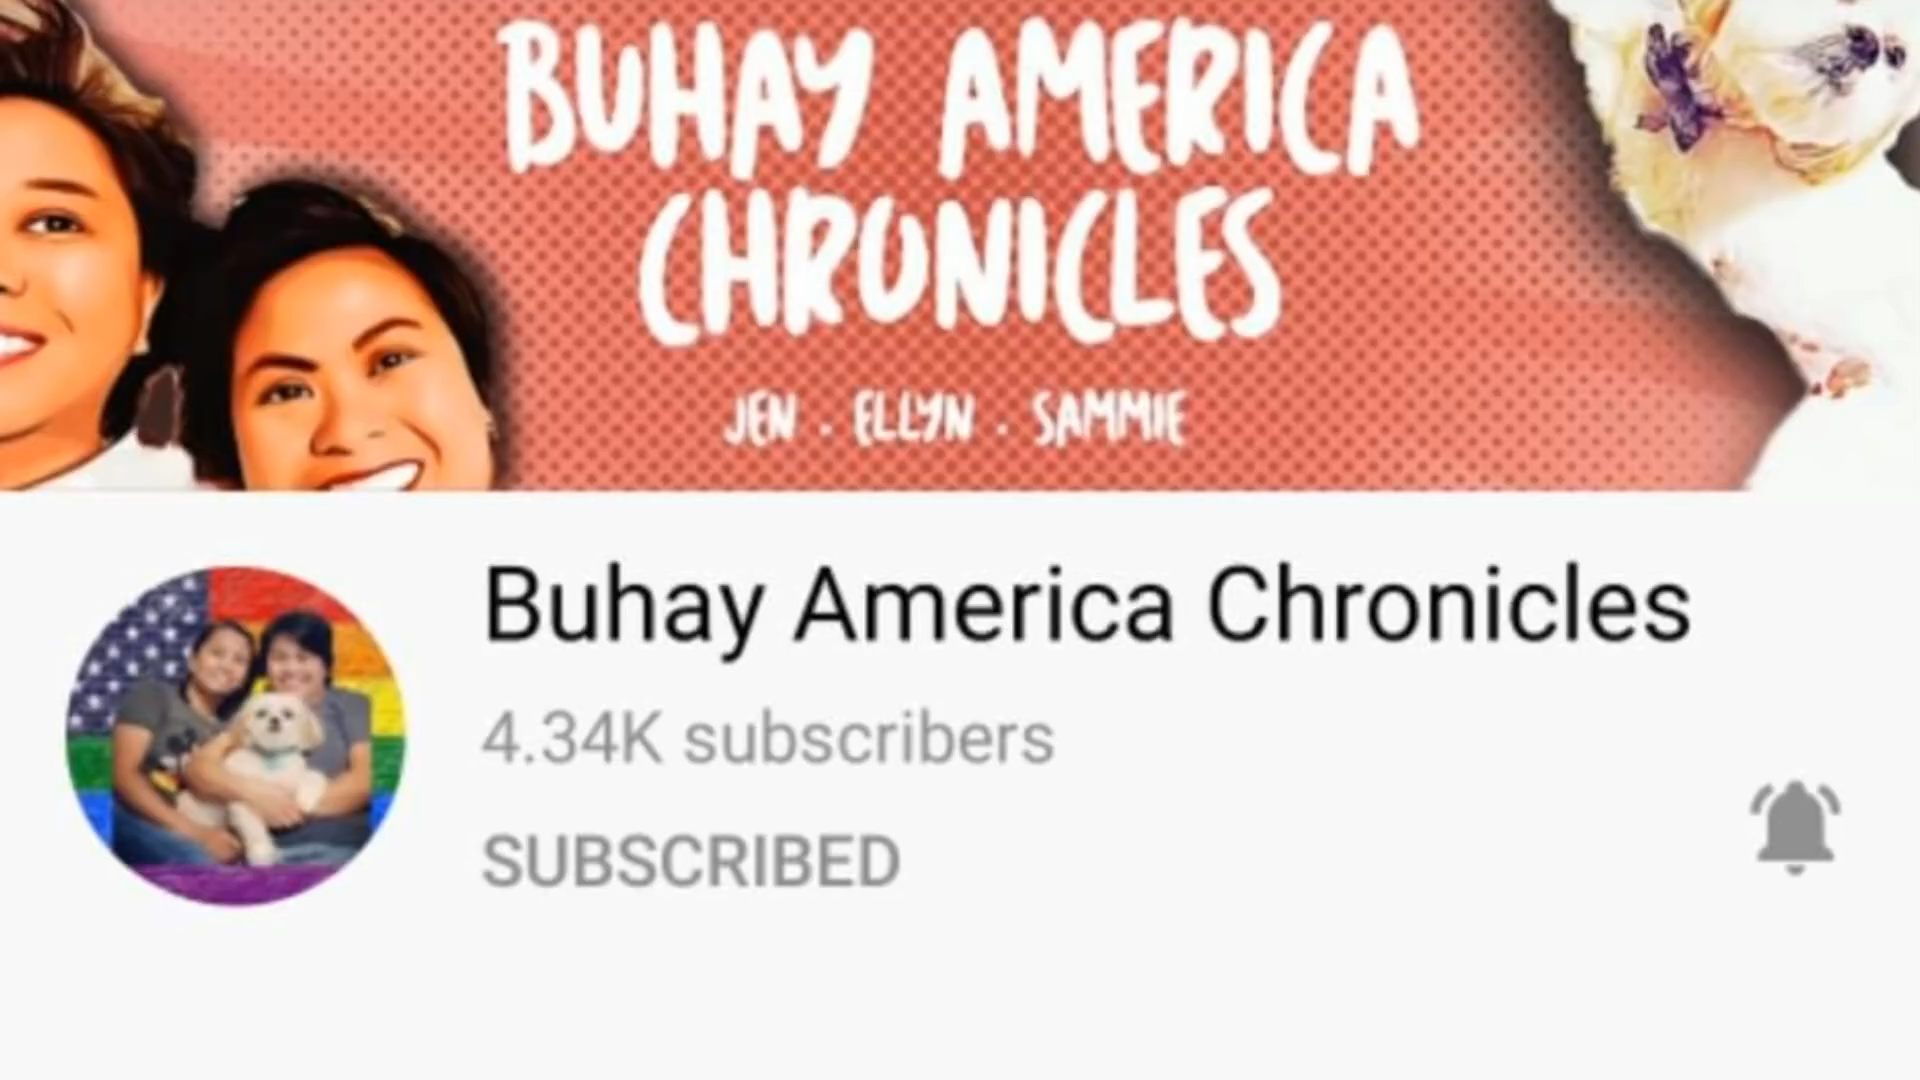 BUHAY AMERICA
CHRONICLES
JEN . ELLYN . SAMMIE
Buhay America Chronicles
4.34K subscribers
SUBSCRIBED